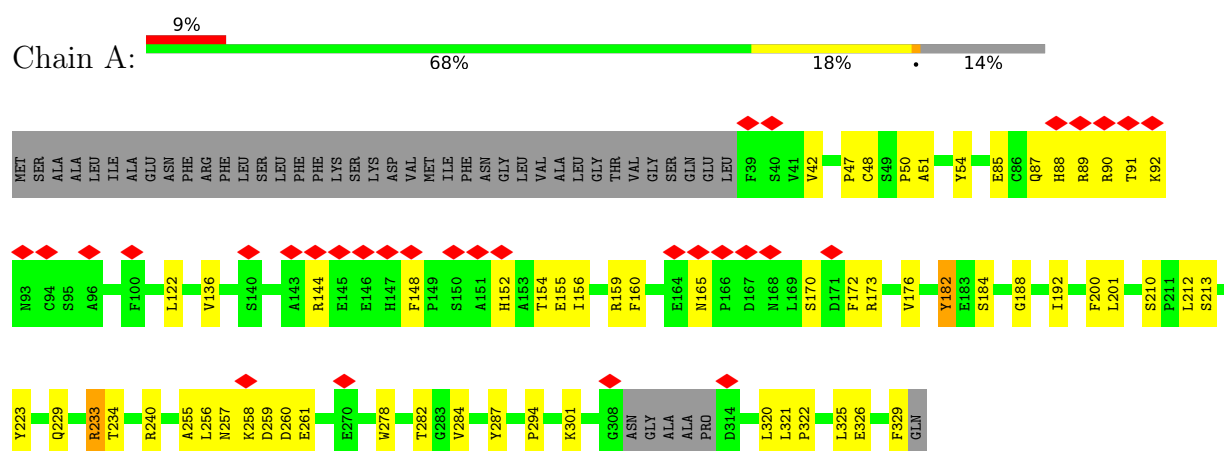 9%
Chain A:
68% 18% • 14%
MET SER ALA ALA LEU ILE ALA GLU ASN PHE ARG PHE LEU SER LEU PHE PHE LYS SER LYS ASP VAL MET ILE PHE ASN GLY LEU VAL ALA LEU GLY THR VAL GLY SER GLN GLU LEU F39 S40 V41 V42 P47 C48 S49 P50 A51 Y54 E85 C86 Q87 H88 R89 R90 T91 K92
N93 C94 S95 A96 F100 L122 V136 S140 A143 R144 E145 E146 H147 F148 P149 S150 A151 H152 A153 T154 E155 I156 R159 F160 E164 N165 P166 D167 N168 L169 S170 D171 F172 R173 V176 Y182 E183 S184 G188 I192 F200 L201 S210 P211 L212 S213
Y223 Q229 R233 T234 R240 A255 L256 N257 K258 D259 D260 E261 E270 W278 T282 G283 V284 Y287 P294 K301 G308 ASN GLY ALA ALA PRO D314 L320 L321 P322 L325 E326 F329 GLN